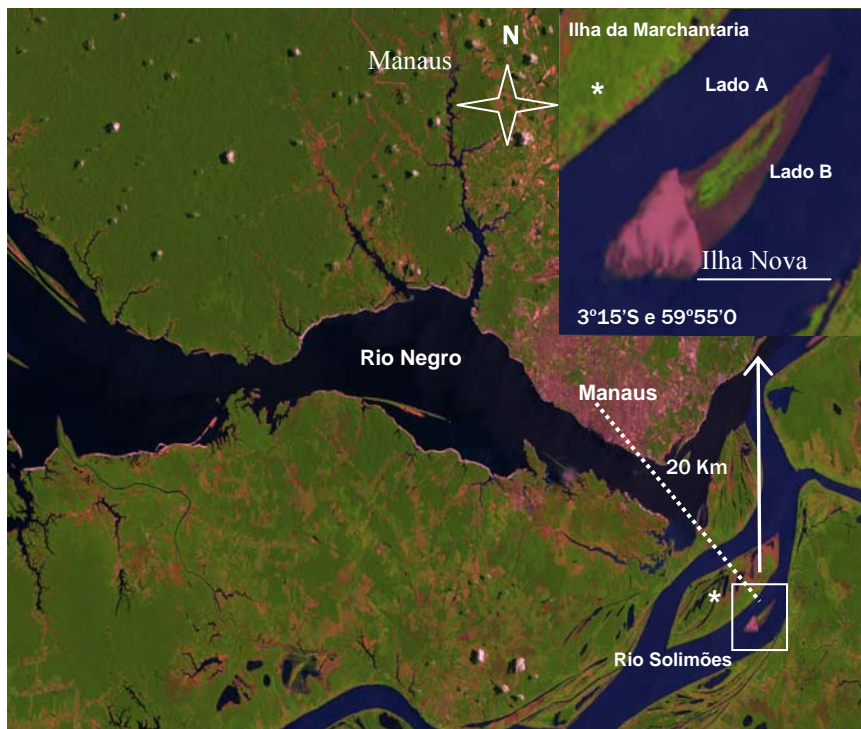 Manaus
N
Ilha da Marchantaria
*
Lado A
Lado B
Ilha Nova
3º15’S e 59º55’O
Rio Negro
Manaus
20 Km
*
Rio Solimões